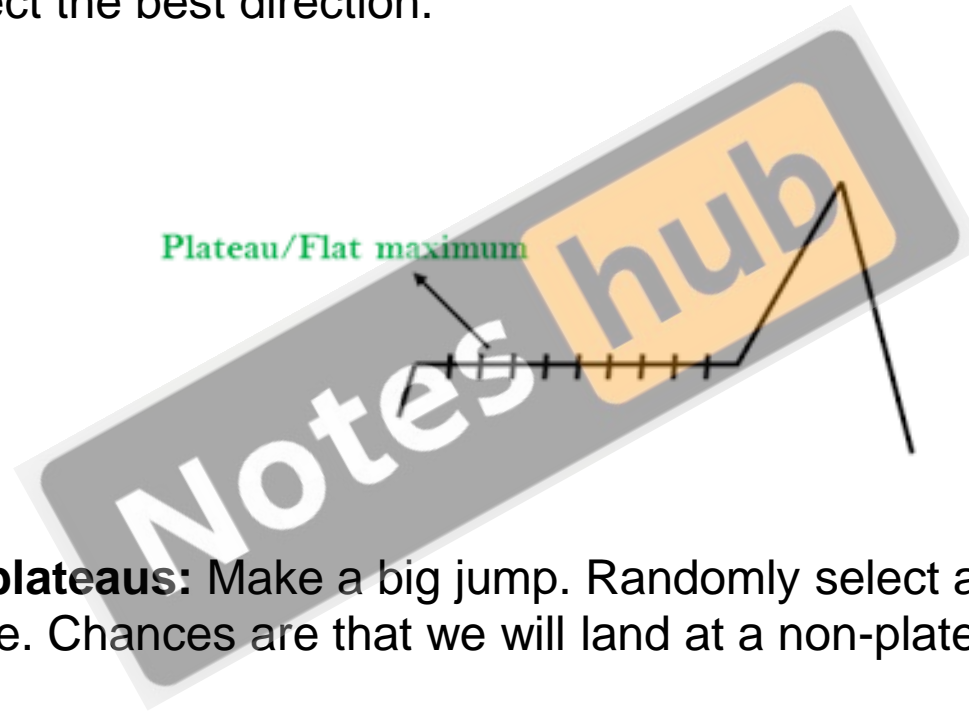 ect the best direction.
Plateau/Flat maximum
Notes hub
plateaus: Make a big jump. Randomly select a
e. Chances are that we will land at a non-plate